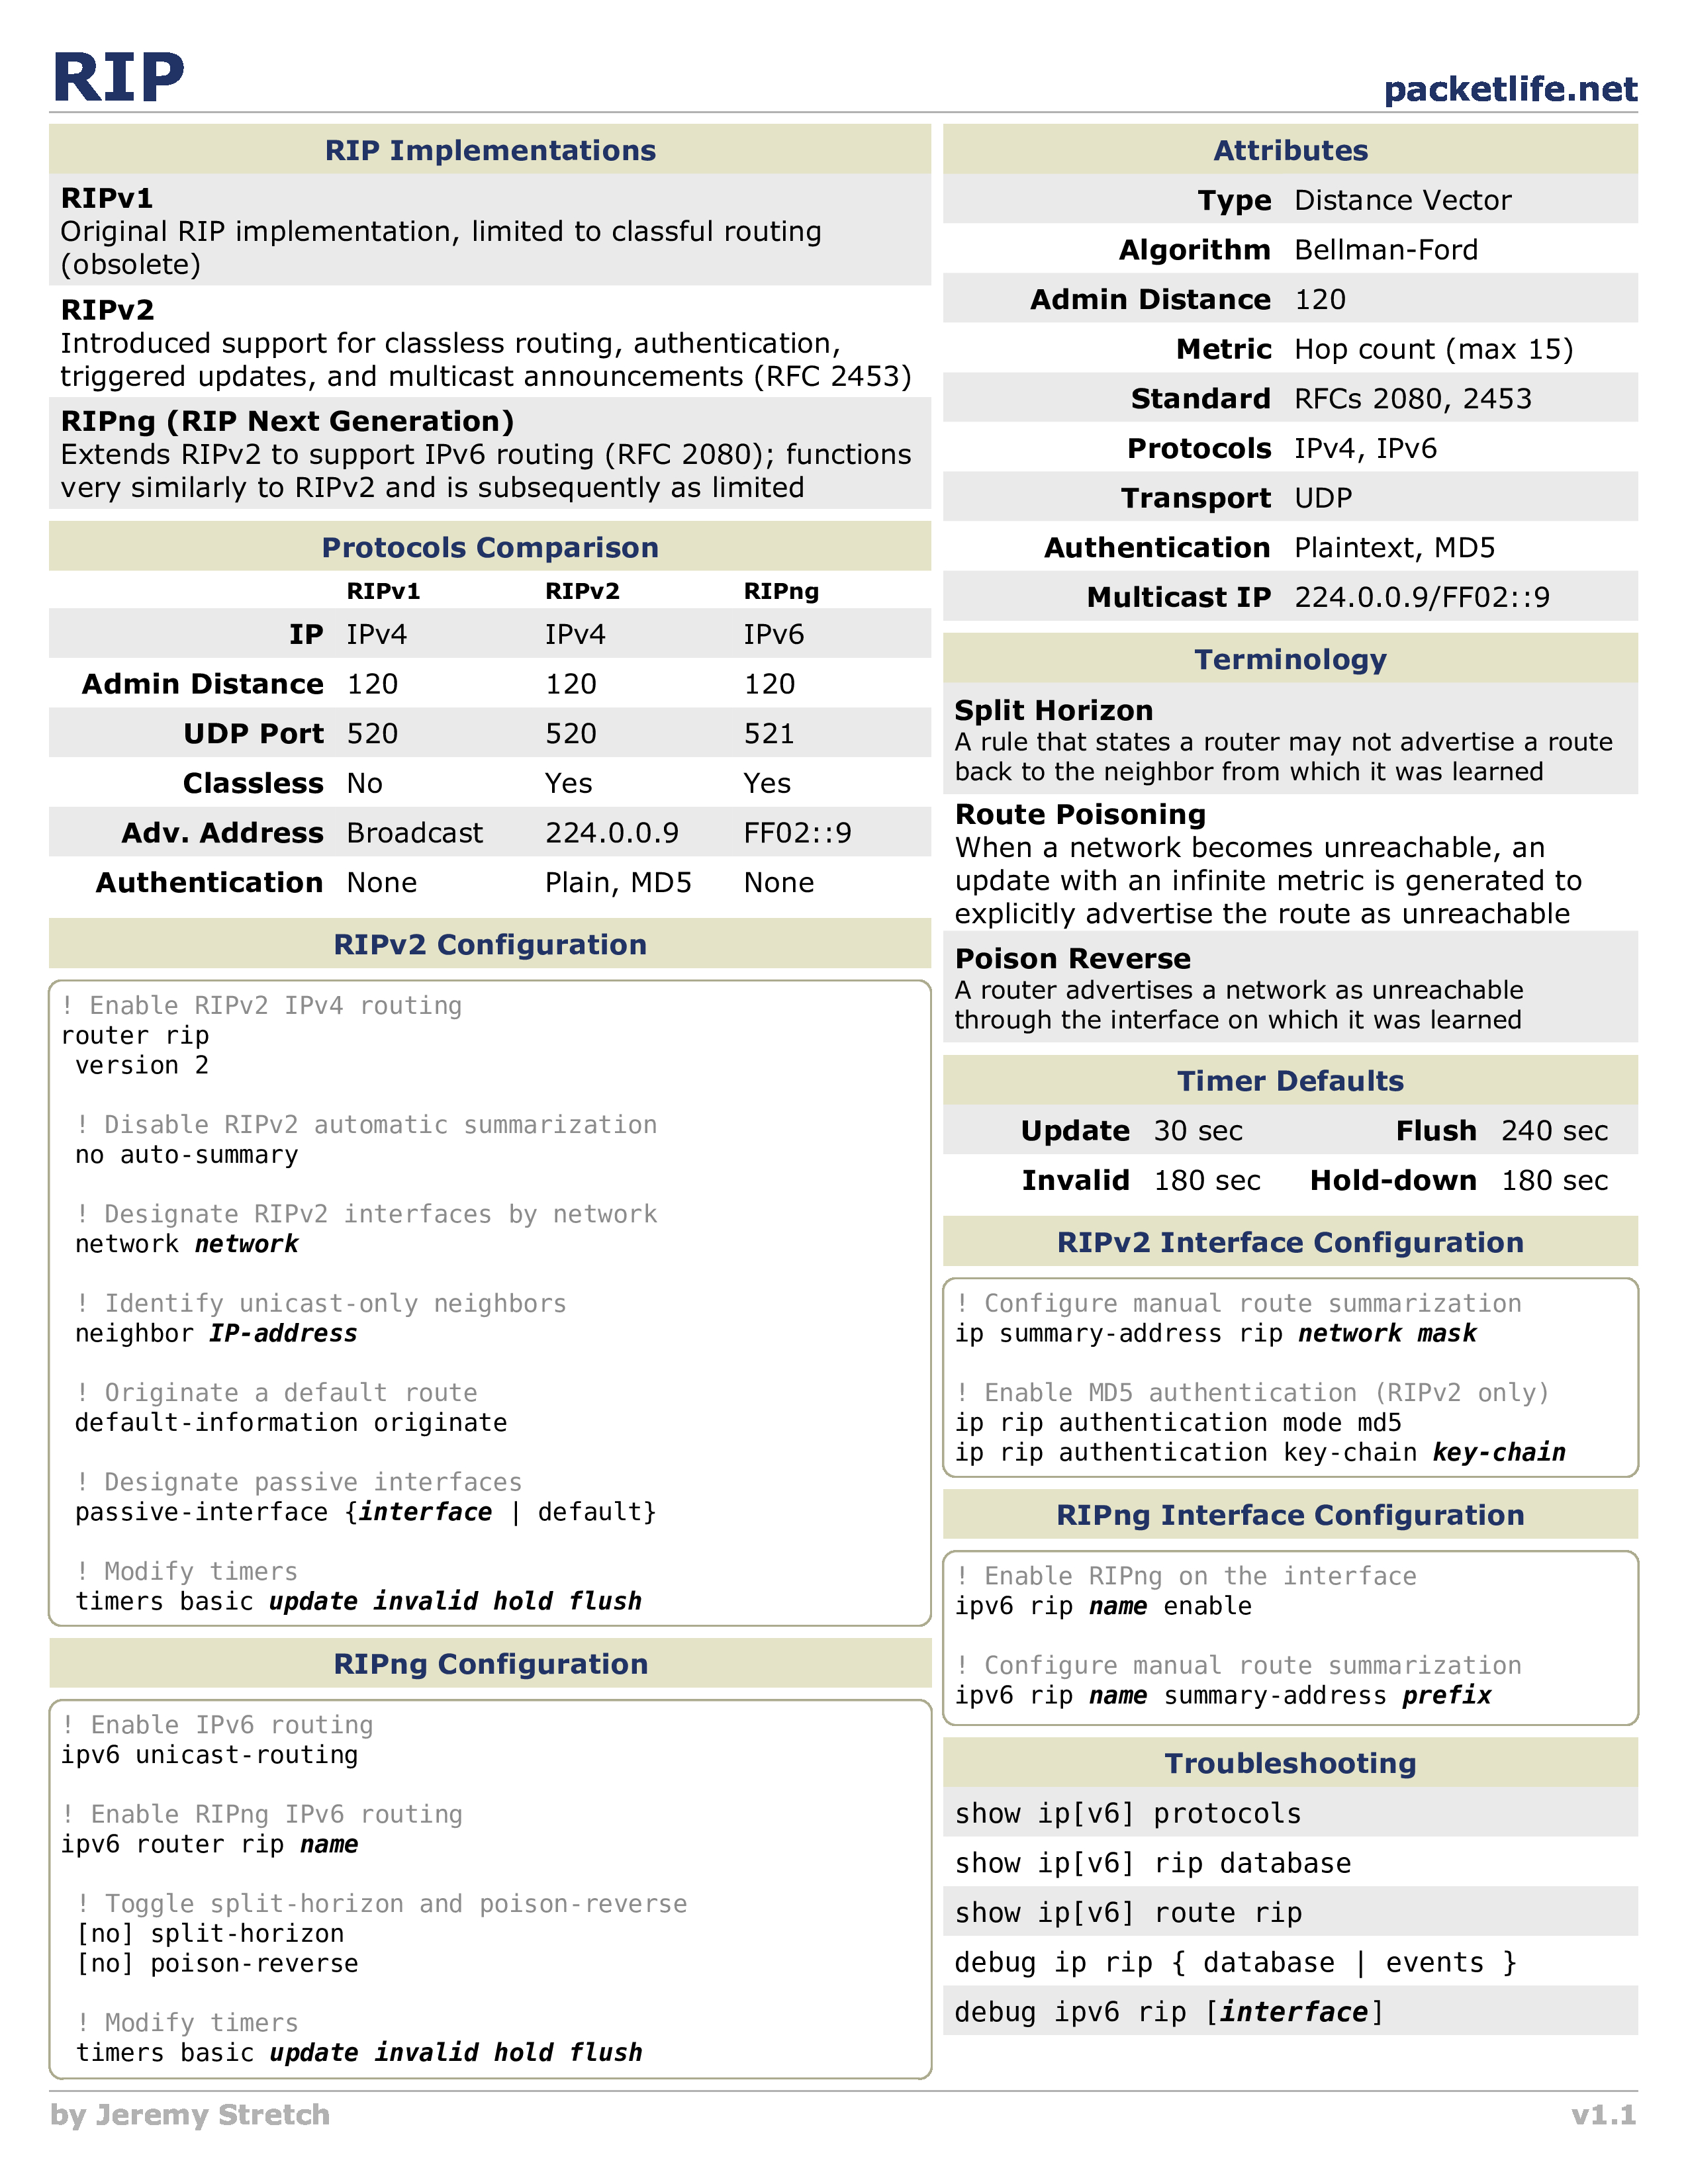 RIP
packetlife.net
RIP Implementations
RIPv1
Original RIP implementation, limited to classful routing
(obsolete)
RIPv2
Introduced support for classless routing, authentication,
triggered updates, and multicast announcements (RFC 2453)
RIPng (RIP Next Generation)
Extends RIPv2 to support IPv6 routing (RFC 2080); functions
very similarly to RIPv2 and is subsequently as limited
Protocols Comparison
RIPv1 RIPv2 RIPng
IP IPv4 IPv4 IPv6
Admin Distance 120 120 120
UDP Port 520 520 521
Classless No Yes Yes
Adv. Address Broadcast 224.0.0.9 FF02::9
Authentication None Plain, MD5 None
RIPv2 Configuration
! Enable RIPv2 IPv4 routing
router rip
version 2
! Disable RIPv2 automatic summarization
no auto-summary
! Designate RIPv2 interfaces by network
network network
! Identify unicast-only neighbors
neighbor IP-address
! Originate a default route
default-information originate
! Designate passive interfaces
passive-interface {interface | default}
! Modify timers
timers basic update invalid hold flush
RIPng Configuration
! Enable IPv6 routing
ipv6 unicast-routing
! Enable RIPng IPv6 routing
ipv6 router rip name
! Toggle split-horizon and poison-reverse
[no] split-horizon
[no] poison-reverse
! Modify timers
timers basic update invalid hold flush
Attributes
Type Distance Vector
Algorithm Bellman-Ford
Admin Distance 120
Metric Hop count (max 15)
Standard RFCs 2080, 2453
Protocols IPv4, IPv6
Transport UDP
Authentication Plaintext, MD5
Multicast IP 224.0.0.9/FF02::9
Terminology
Split Horizon
A rule that states a router may not advertise a route
back to the neighbor from which it was learned
Route Poisoning
When a network becomes unreachable, an
update with an infinite metric is generated to
explicitly advertise the route as unreachable
Poison Reverse
A router advertises a network as unreachable
through the interface on which it was learned
Timer Defaults
Update 30 sec Flush 240 sec
Invalid 180 sec Hold-down 180 sec
RIPv2 Interface Configuration
! Configure manual route summarization
ip summary-address rip network mask
! Enable MD5 authentication (RIPv2 only)
ip rip authentication mode md5
ip rip authentication key-chain key-chain
RIPng Interface Configuration
! Enable RIPng on the interface
ipv6 rip name enable
! Configure manual route summarization
ipv6 rip name summary-address prefix
Troubleshooting
show ip[v6] protocols
show ip[v6] rip database
show ip[v6] route rip
debug ip rip { database | events }
debug ipv6 rip [interface]
by Jeremy Stretch
v1.1